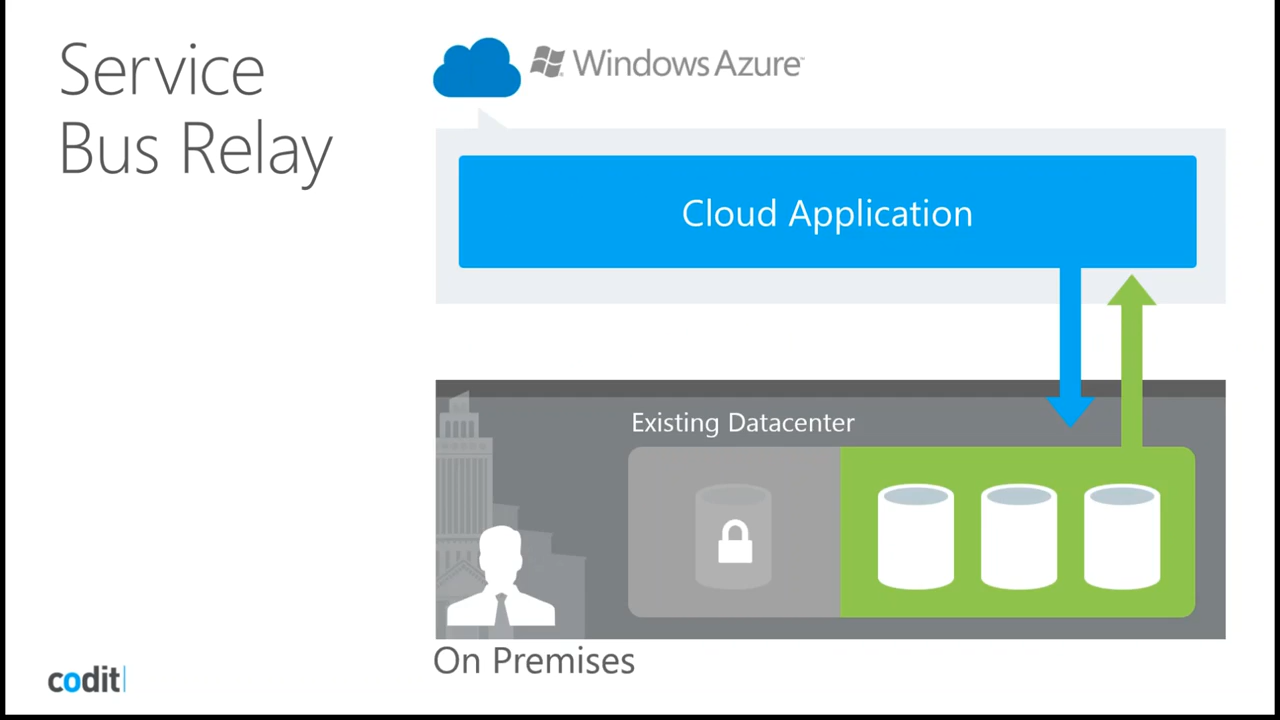 Service
Bus Relay
Windows Azure
Cloud Application
Existing Datacenter
On Premises
codit